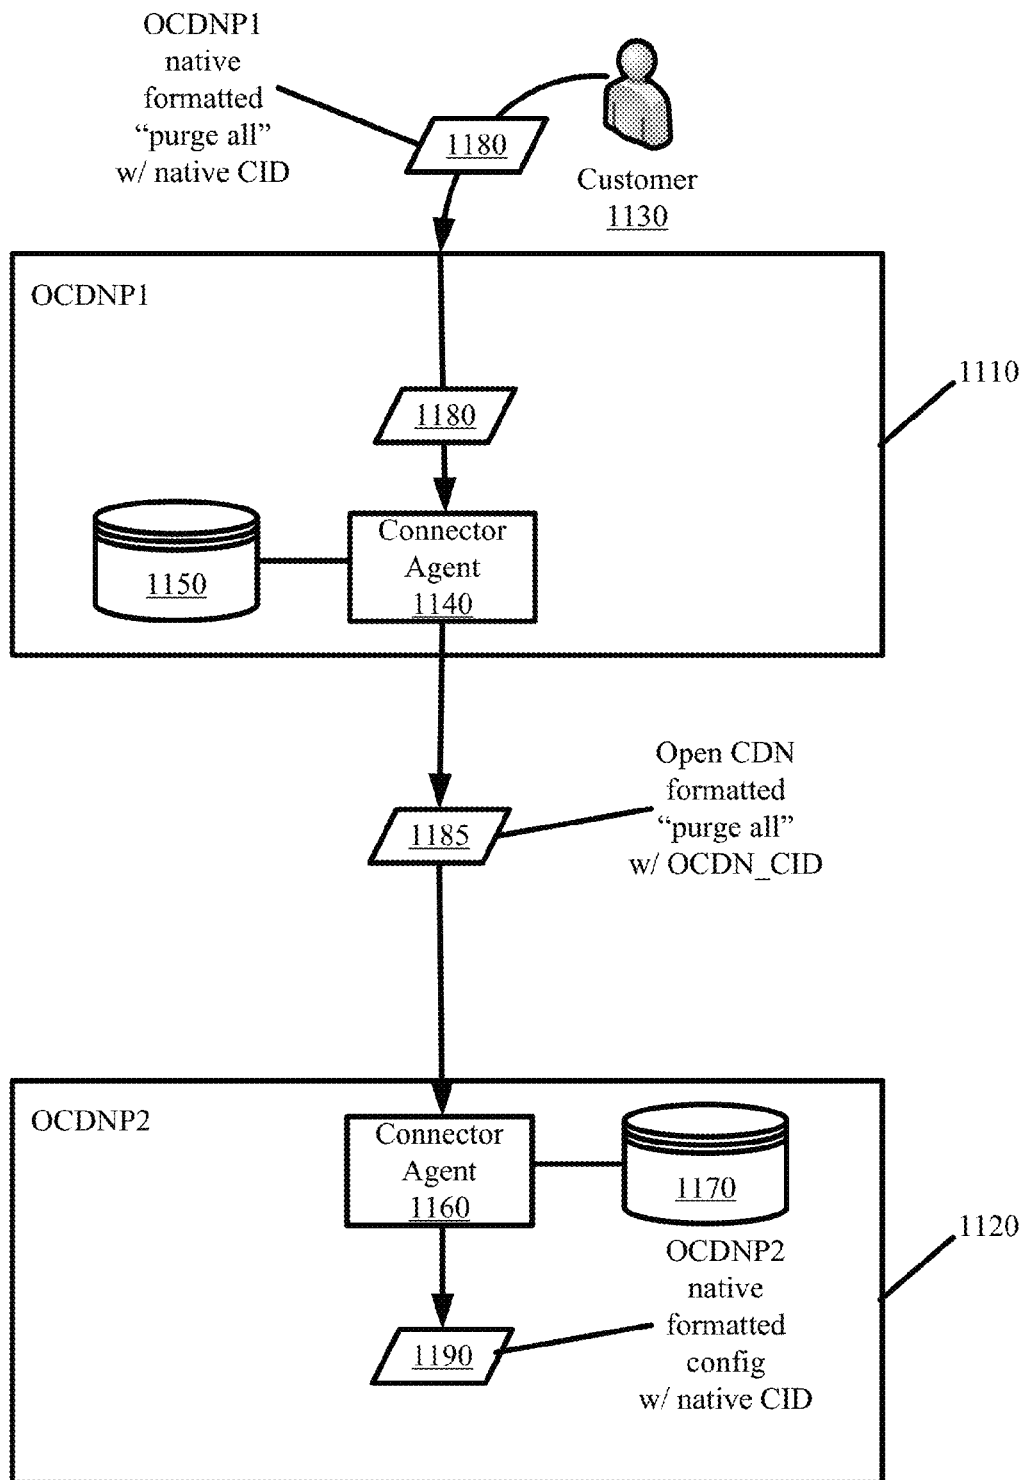 OCDNP1
native
formatted
“purge all”
w/ native CID
1180
Customer
1130
OCDNP1
1110
1180
Connector
Agent
1140
1150
Open CDN
formatted
“purge all”
w/ OCDN_CID
1185
OCDNP2
Connector
Agent
1160
1170
1120
OCDNP2
native
formatted
config
w/ native CID
1190